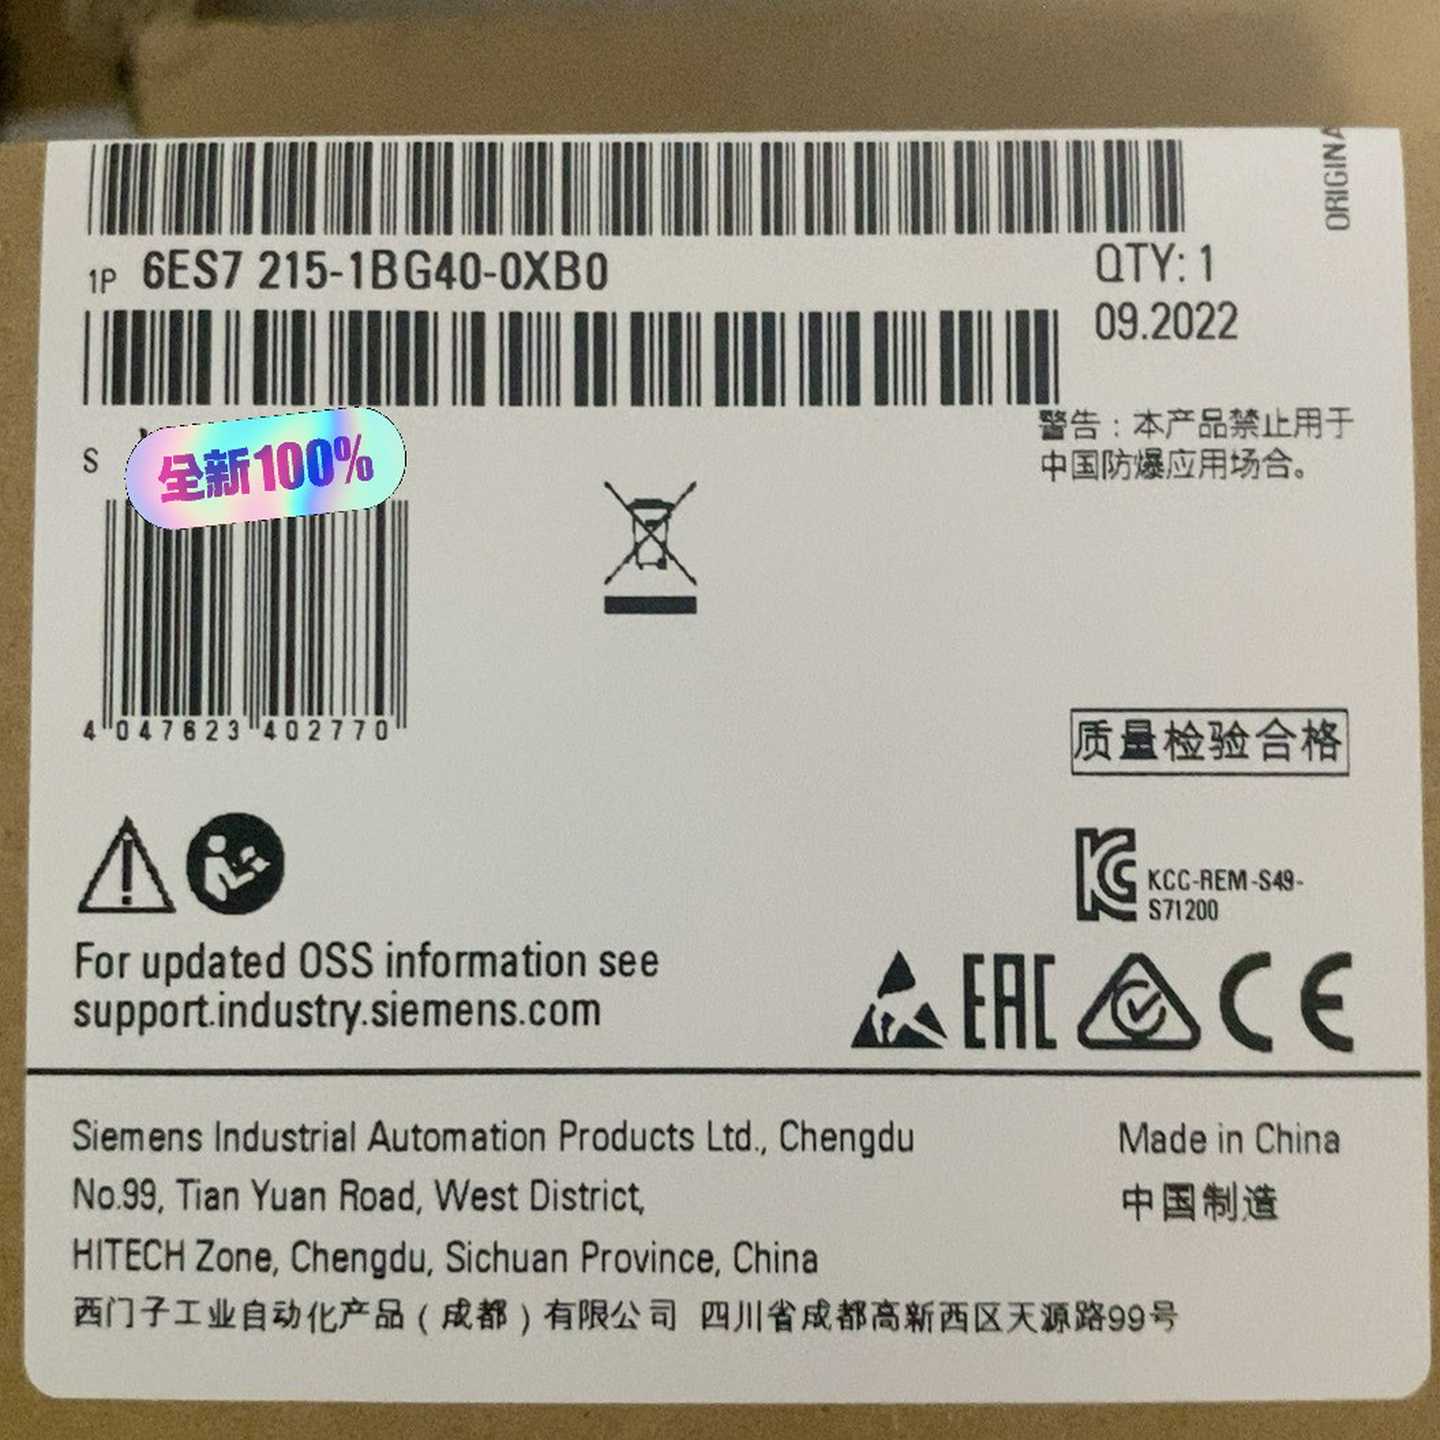 ORIGINA
1P 6ES7 215-1BG40-0XB0
QTY: 1
09.2022
S
全新100%
警告：本产品禁止用于
中国防爆应用场合。
4 047623 402770
质量检验合格
KCC-REM-S49-
S71200
For updated OSS information see
support.industry.siemens.com
EAC
CE
Siemens Industrial Automation Products Ltd., Chengdu
Made in China
No.99, Tian Yuan Road, West District,
中国制造
HITECH Zone, Chengdu, Sichuan Province, China
西门子工业自动化产品（成都）有限公司 四川省成都高新西区天源路99号